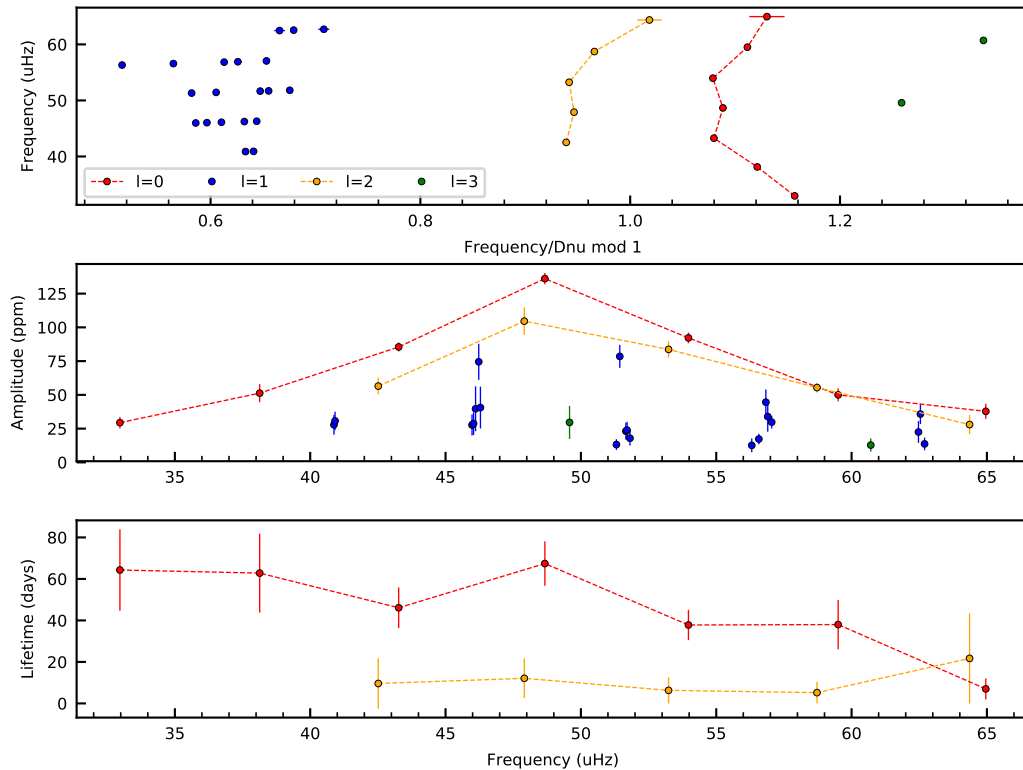 60
50
40
Frequency (uHz)
l=0 l=1 l=2 l=3
0.6 0.8 1.0 1.2
Frequency/Dnu mod 1
125
100
75
50
25
0
Amplitude (ppm)
35 40 45 50 55 60 65
80
60
40
20
0
Lifetime (days)
35 40 45 50 55 60 65
Frequency (uHz)